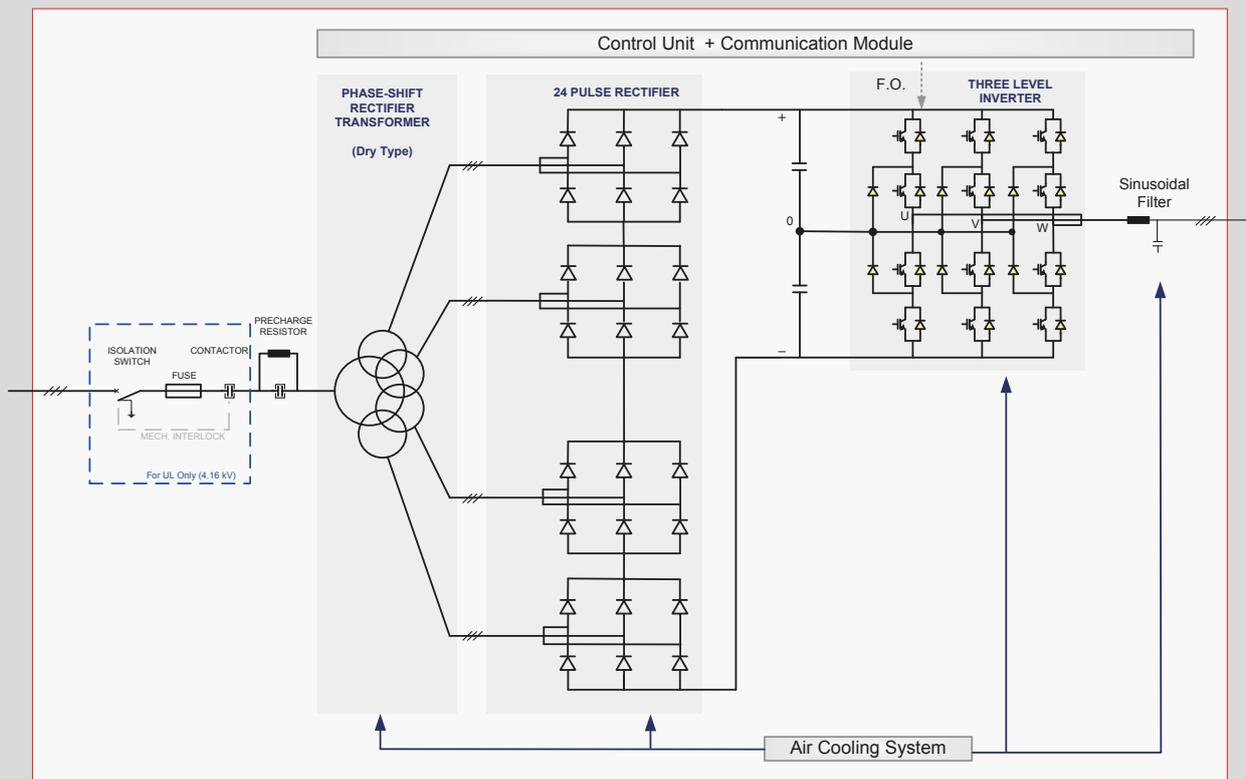 Control Unit + Communication Module
PHASE-SHIFT
RECTIFIER
TRANSFORMER
(Dry Type)
24 PULSE RECTIFIER
F.O.
THREE LEVEL
INVERTER
+
0
−
U
V
W
Sinusoidal
Filter
PRECHARGE
RESISTOR
ISOLATION
SWITCH
CONTACTOR
FUSE
MECH. INTERLOCK
For UL Only (4.16 kV)
Air Cooling System